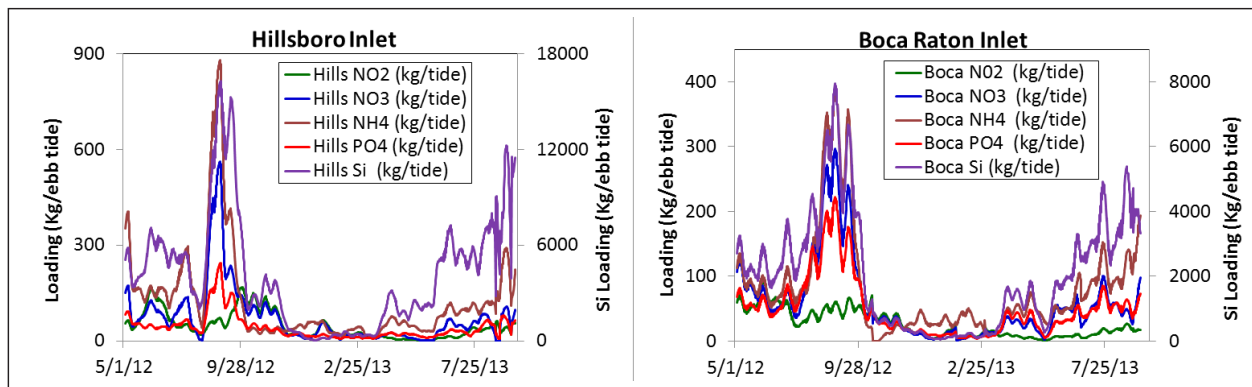 Hillsboro Inlet
900
600
300
0
Loading (Kg/ebb tide)
Hills NO2 (kg/tide)
Hills NO3 (kg/tide)
Hills NH4 (kg/tide)
Hills PO4 (kg/tide)
Hills Si (kg/tide)
18000
12000
6000
0
Si Loading (Kg/ebb tide)
5/1/12 9/28/12 2/25/13 7/25/13
Boca Raton Inlet
400
300
200
100
0
Loading (Kg/ebb tide)
Boca N02 (kg/tide)
Boca NO3 (kg/tide)
Boca NH4 (kg/tide)
Boca PO4 (kg/tide)
Boca Si (kg/tide)
8000
6000
4000
2000
0
Si Loading (Kg/ebb tide)
5/1/12 9/28/12 2/25/13 7/25/13